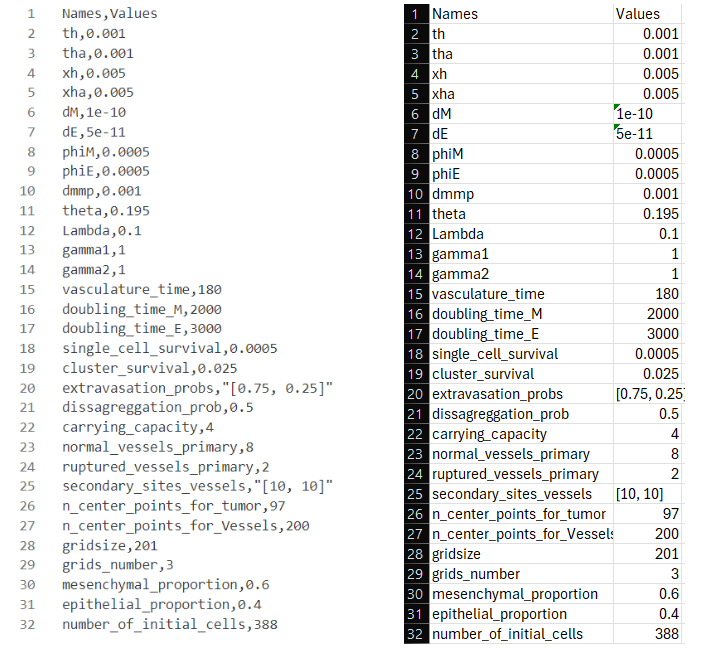 1 Names,Values
2 th,0.001
3 tha,0.001
4 xh,0.005
5 xha,0.005
6 dM,1e-10
7 dE,5e-11
8 phiM,0.0005
9 phiE,0.0005
10 dmmp,0.001
11 theta,0.195
12 Lambda,0.1
13 gamma1,1
14 gamma2,1
15 vasculature_time,180
16 doubling_time_M,2000
17 doubling_time_E,3000
18 single_cell_survival,0.0005
19 cluster_survival,0.025
20 extravasation_probs,"[0.75, 0.25]"
21 dissagreggation_prob,0.5
22 carrying_capacity,4
23 normal_vessels_primary,8
24 ruptured_vessels_primary,2
25 secondary_sites_vessels,"[10, 10]"
26 n_center_points_for_tumor,97
27 n_center_points_for_Vessels,200
28 gridsize,201
29 grids_number,3
30 mesenchymal_proportion,0.6
31 epithelial_proportion,0.4
32 number_of_initial_cells,388
1 Names Values
2 th 0.001
3 tha 0.001
4 xh 0.005
5 xha 0.005
6 dM 1e-10
7 dE 5e-11
8 phiM 0.0005
9 phiE 0.0005
10 dmmp 0.001
11 theta 0.195
12 Lambda 0.1
13 gamma1 1
14 gamma2 1
15 vasculature_time 180
16 doubling_time_M 2000
17 doubling_time_E 3000
18 single_cell_survival 0.0005
19 cluster_survival 0.025
20 extravasation_probs [0.75, 0.25]
21 dissagreggation_prob 0.5
22 carrying_capacity 4
23 normal_vessels_primary 8
24 ruptured_vessels_primary 2
25 secondary_sites_vessels [10, 10]
26 n_center_points_for_tumor 97
27 n_center_points_for_Vessels 200
28 gridsize 201
29 grids_number 3
30 mesenchymal_proportion 0.6
31 epithelial_proportion 0.4
32 number_of_initial_cells 388